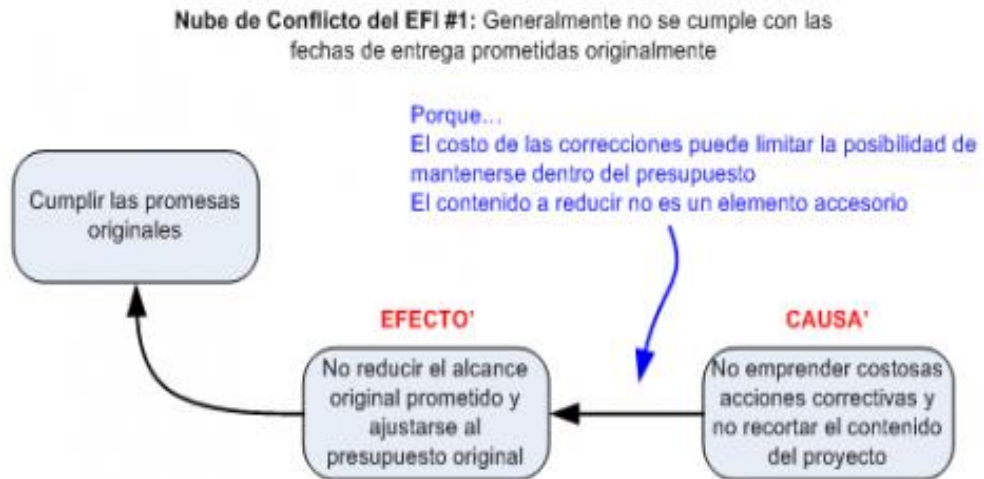 Nube de Conflicto del EFI #1: Generalmente no se cumple con las
fechas de entrega prometidas originalmente
Porque...
El costo de las correcciones puede limitar la posibilidad de
mantenerse dentro del presupuesto
El contenido a reducir no es un elemento accesorio
Cumplir las promesas
originales
EFECTO'
CAUSA'
No reducir el alcance
original prometido y
ajustarse al
presupuesto original
No emprender costosas
acciones correctivas y
no recortar el contenido
del proyecto